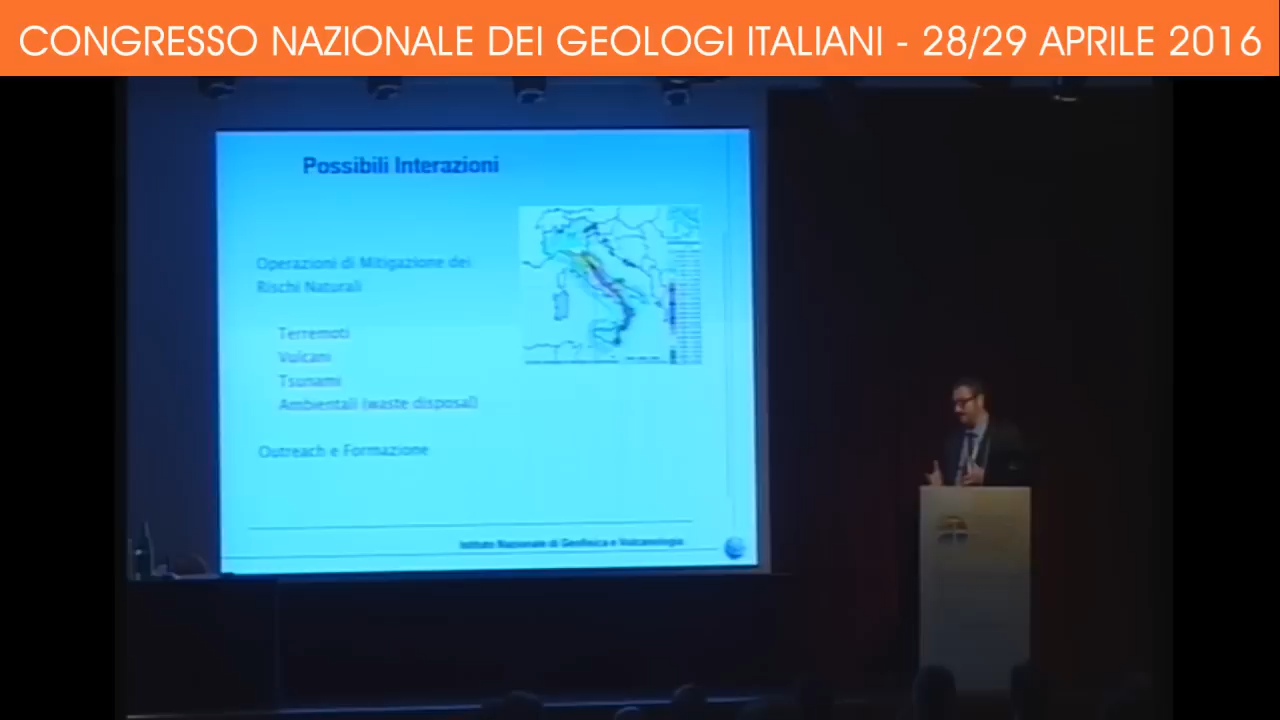 CONGRESSO NAZIONALE DEI GEOLOGI ITALIANI - 28/29 APRILE 2016
Possibili Interazioni
Operazioni di Mitigazione dei
Rischi Naturali
Terremoti
Vulcani
Tsunami
Ambientali (waste disposal)
Outreach e Formazione
Istituto Nazionale di Geofisica e Vulcanologia